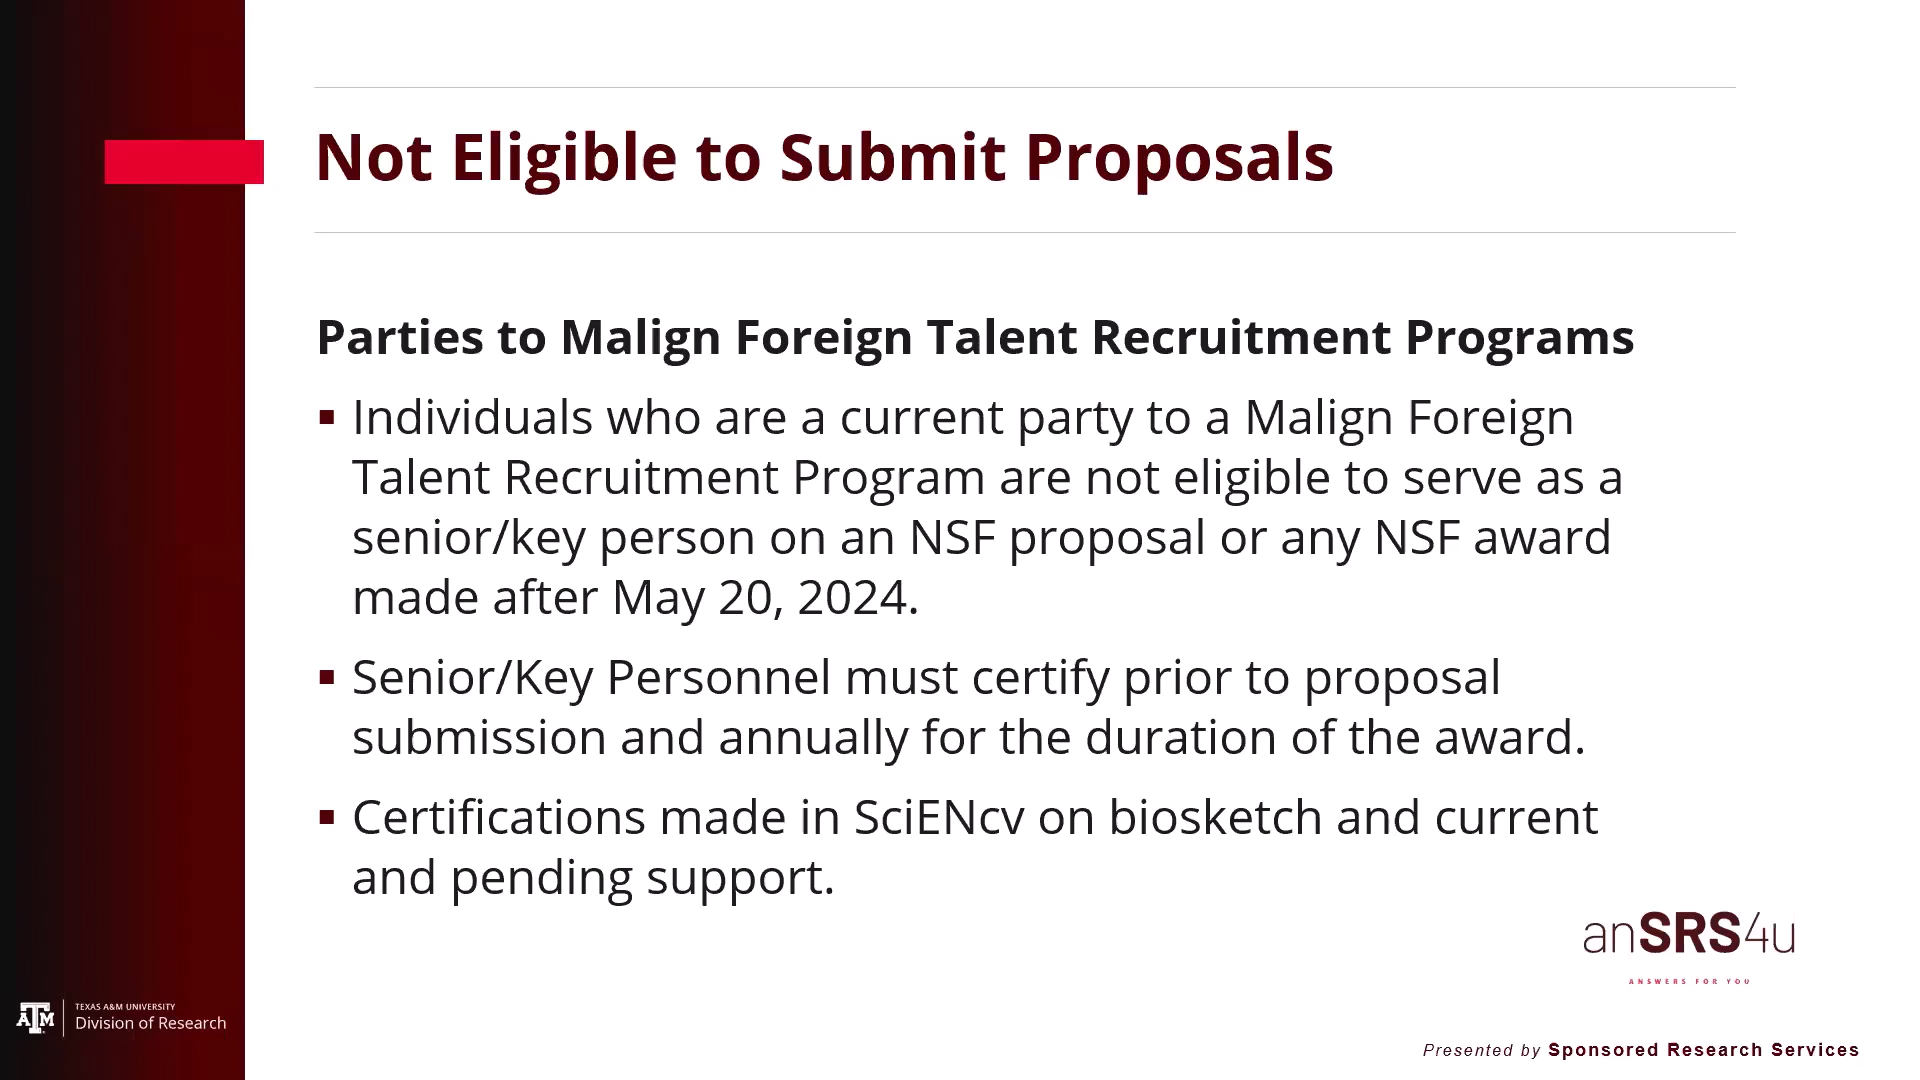 Not Eligible to Submit Proposals
Parties to Malign Foreign Talent Recruitment Programs
▪ Individuals who are a current party to a Malign Foreign
Talent Recruitment Program are not eligible to serve as a
senior/key person on an NSF proposal or any NSF award
made after May 20, 2024.
▪ Senior/Key Personnel must certify prior to proposal
submission and annually for the duration of the award.
▪ Certifications made in SciENcv on biosketch and current
and pending support.
anSRS4u
ANSWERS FOR YOU
ATM
TEXAS A&M UNIVERSITY
Division of Research
Presented by Sponsored Research Services